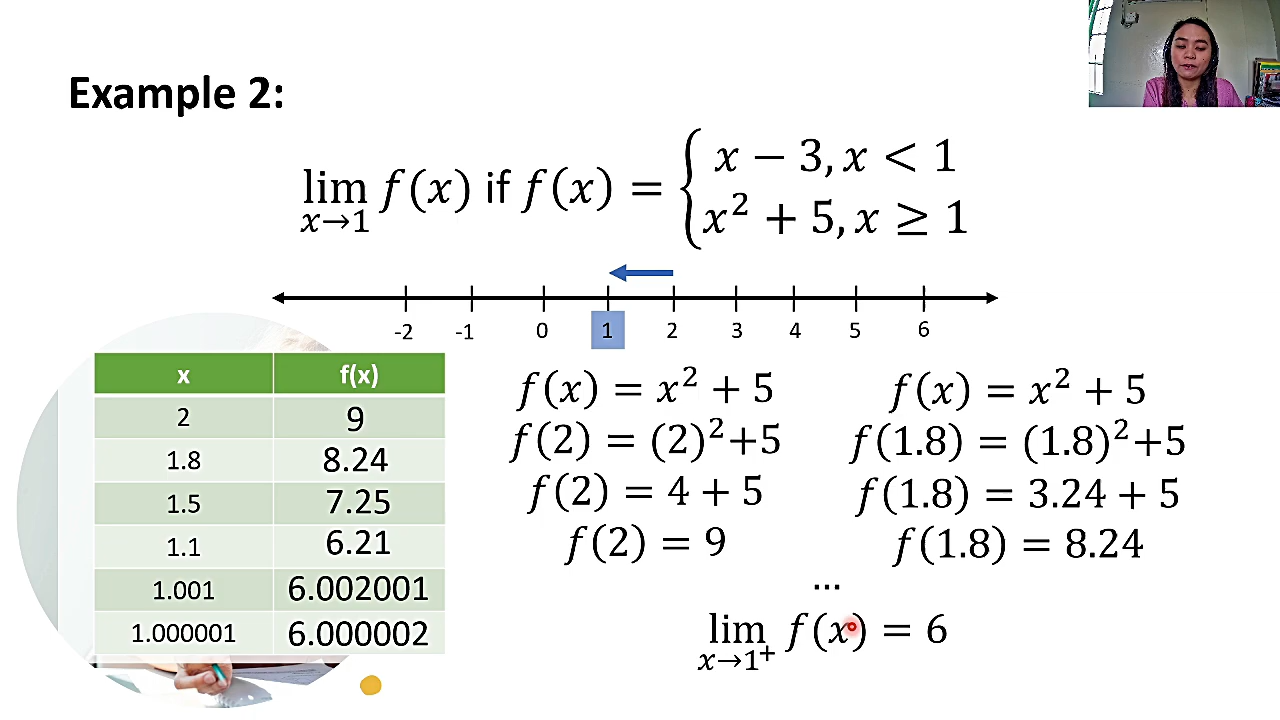 Example 2:
lim x→1 f(x) if f(x) = { x − 3, x < 1
x² + 5, x ≥ 1
-2 -1 0 1 2 3 4 5 6
x f(x)
2 9
1.8 8.24
1.5 7.25
1.1 6.21
1.001 6.002001
1.000001 6.000002
f(x) = x² + 5
f(2) = (2)²+5
f(2) = 4 + 5
f(2) = 9
f(x) = x² + 5
f(1.8) = (1.8)²+5
f(1.8) = 3.24 + 5
f(1.8) = 8.24
...
lim x→1⁺ f(x) = 6